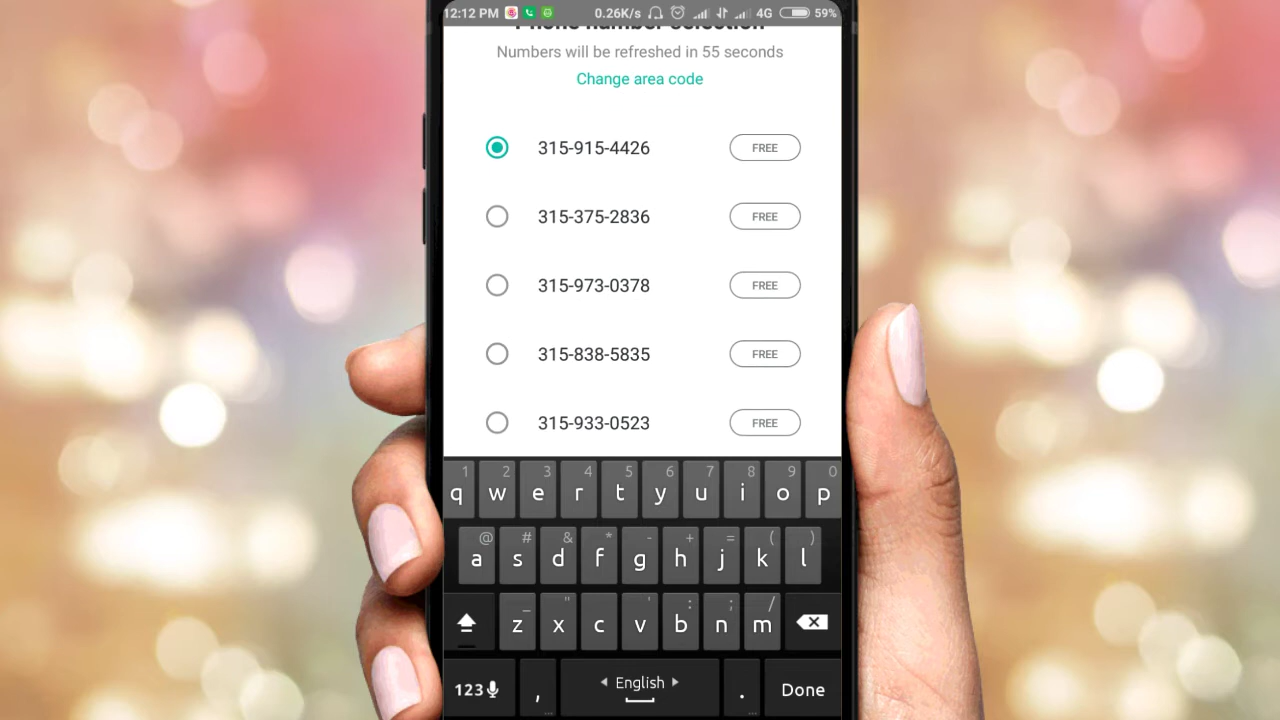 12:12 PM 0.26K/s 4G 59%
Phone number selection
Numbers will be refreshed in 55 seconds
Change area code
315-915-4426 FREE
315-375-2836 FREE
315-973-0378 FREE
315-838-5835 FREE
315-933-0523 FREE
1 2 3 4 5 6 7 8 9 0
q w e r t y u i o p
@ # & * - + = ( )
a s d f g h j k l
_ " ' : ; /
z x c v b n m
123 , English . Done